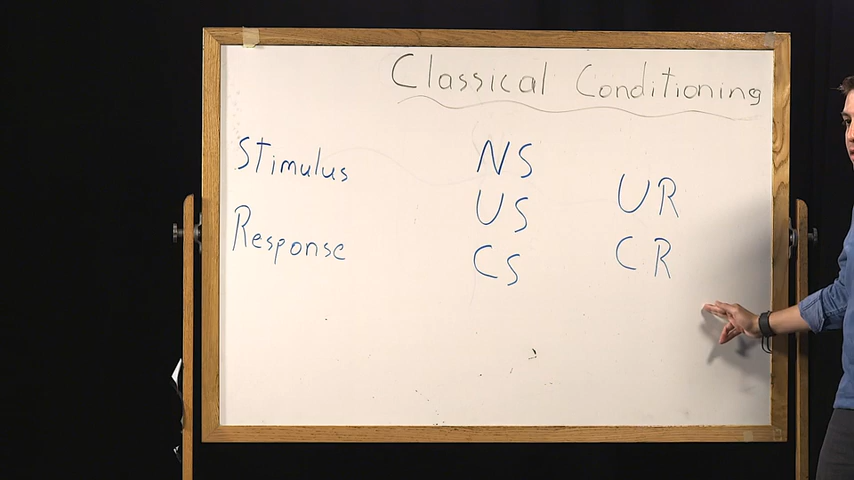 Classical Conditioning
Stimulus NS
US UR
Response CS CR